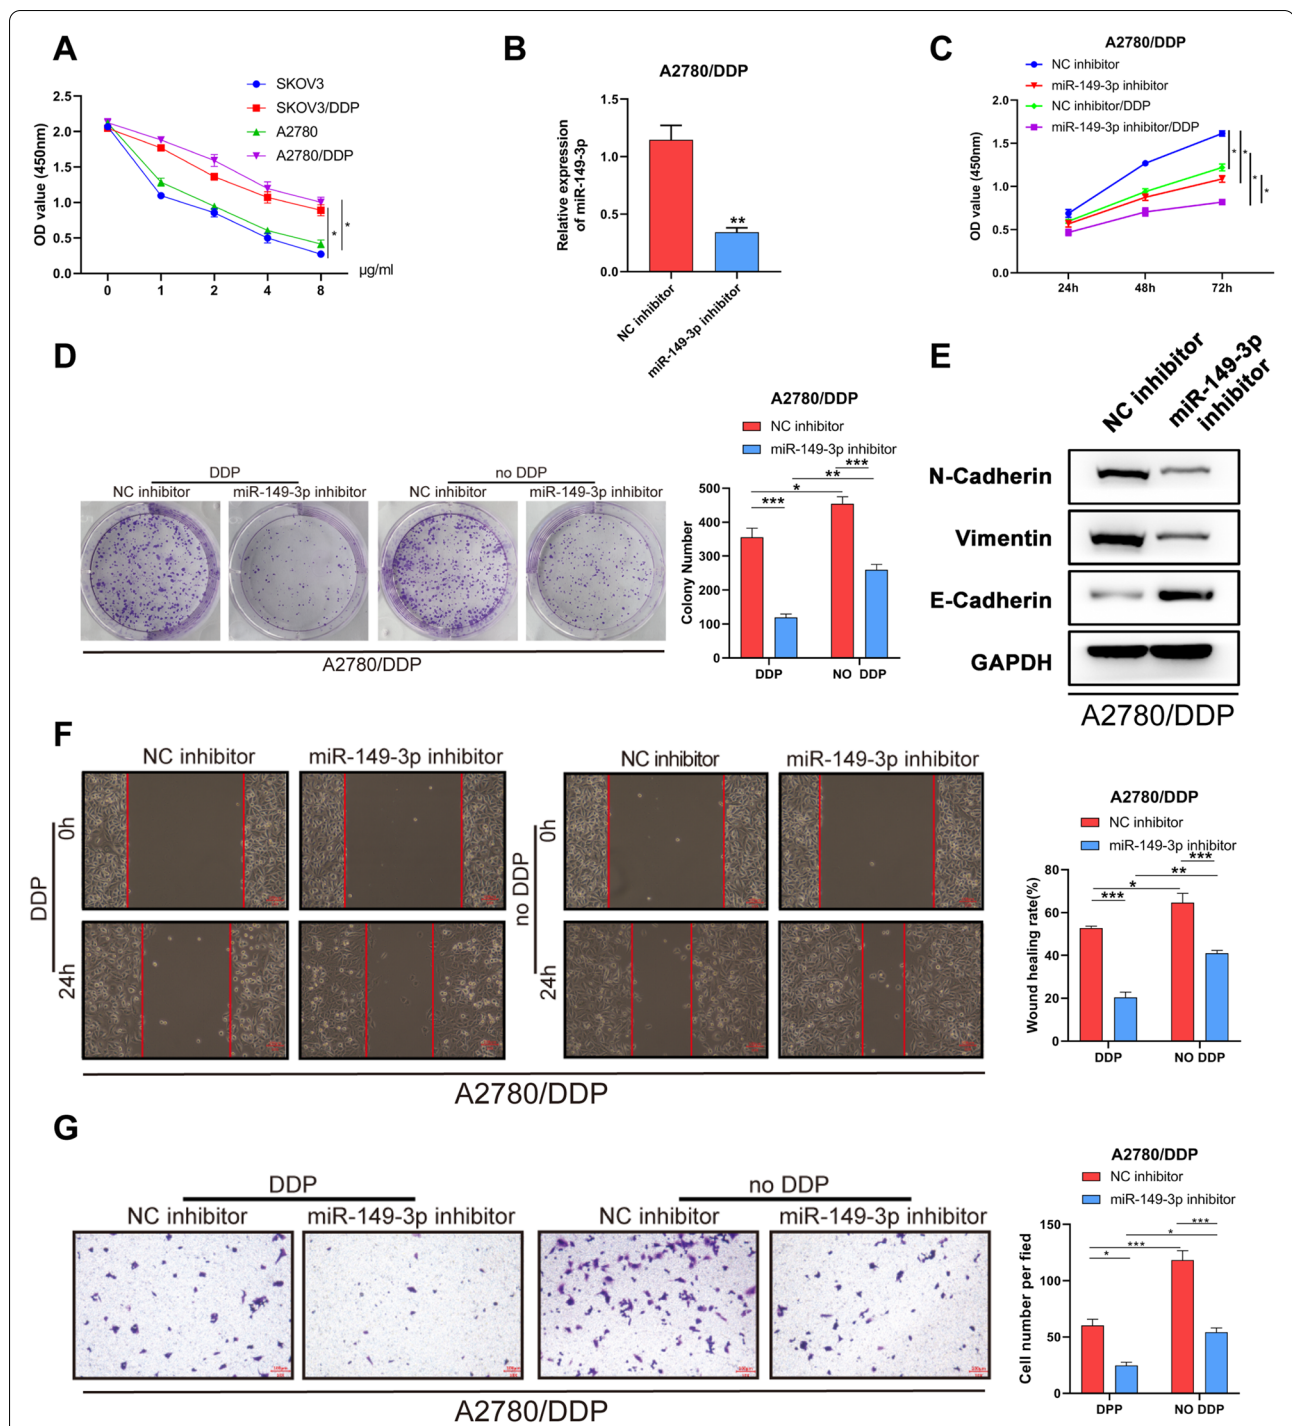 A
SKOV3
SKOV3/DDP
A2780
A2780/DDP
OD value (450nm)
2.5
2.0
1.5
1.0
0.5
0.0
0 1 2 4 8
µg/ml
*
*
B
A2780/DDP
Relative expression
of miR-149-3p
1.5
1.0
0.5
0.0
**
NC inhibitor
miR-149-3p inhibitor
C
A2780/DDP
NC inhibitor
miR-149-3p inhibitor
NC inhibitor/DDP
miR-149-3p inhibitor/DDP
OD value (450nm)
2.0
1.5
1.0
0.5
0.0
24h 48h 72h
* * * *
D
DDP no DDP
NC inhibitor miR-149-3p inhibitor NC inhibitor miR-149-3p inhibitor
A2780/DDP
A2780/DDP
NC inhibitor
miR-149-3p inhibitor
***
**
*
***
Colony Number
500
400
300
200
100
0
DDP NO DDP
E
NC inhibitor
miR-149-3p
inhibitor
N-Cadherin
Vimentin
E-Cadherin
GAPDH
A2780/DDP
F
NC inhibitor miR-149-3p inhibitor NC inhibitor miR-149-3p inhibitor
DDP
0h
24h
no DDP
0h
24h
A2780/DDP
A2780/DDP
NC inhibitor
miR-149-3p inhibitor
***
**
*
***
Wound healing rate(%)
80
60
40
20
0
DDP NO DDP
G
DDP no DDP
NC inhibitor miR-149-3p inhibitor NC inhibitor miR-149-3p inhibitor
A2780/DDP
A2780/DDP
NC inhibitor
miR-149-3p inhibitor
***
*
***
*
Cell number per fied
150
100
50
0
DPP NO DDP